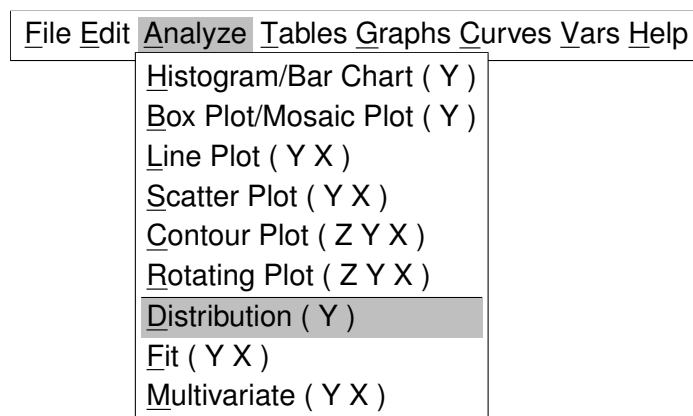 File Edit Analyze Tables Graphs Curves Vars Help
Histogram/Bar Chart ( Y )
Box Plot/Mosaic Plot ( Y )
Line Plot ( Y X )
Scatter Plot ( Y X )
Contour Plot ( Z Y X )
Rotating Plot ( Z Y X )
Distribution ( Y )
Fit ( Y X )
Multivariate ( Y X )